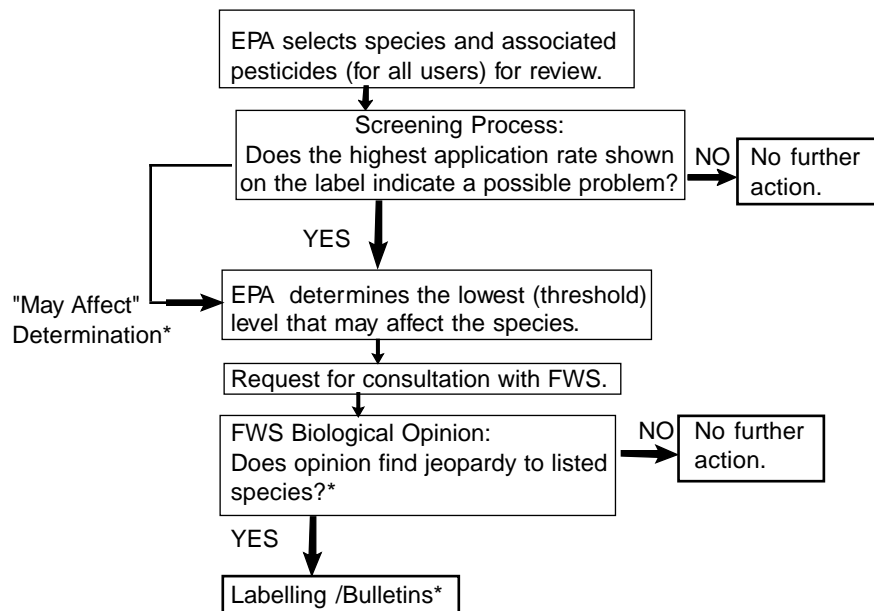 EPA selects species and associated
pesticides (for all users) for review.
Screening Process:
Does the highest application rate shown
on the label indicate a possible problem?
NO
No further
action.
YES
"May Affect"
Determination*
EPA determines the lowest (threshold)
level that may affect the species.
Request for consultation with FWS.
FWS Biological Opinion:
Does opinion find jeopardy to listed
species?*
NO
No further
action.
YES
Labelling /Bulletins*